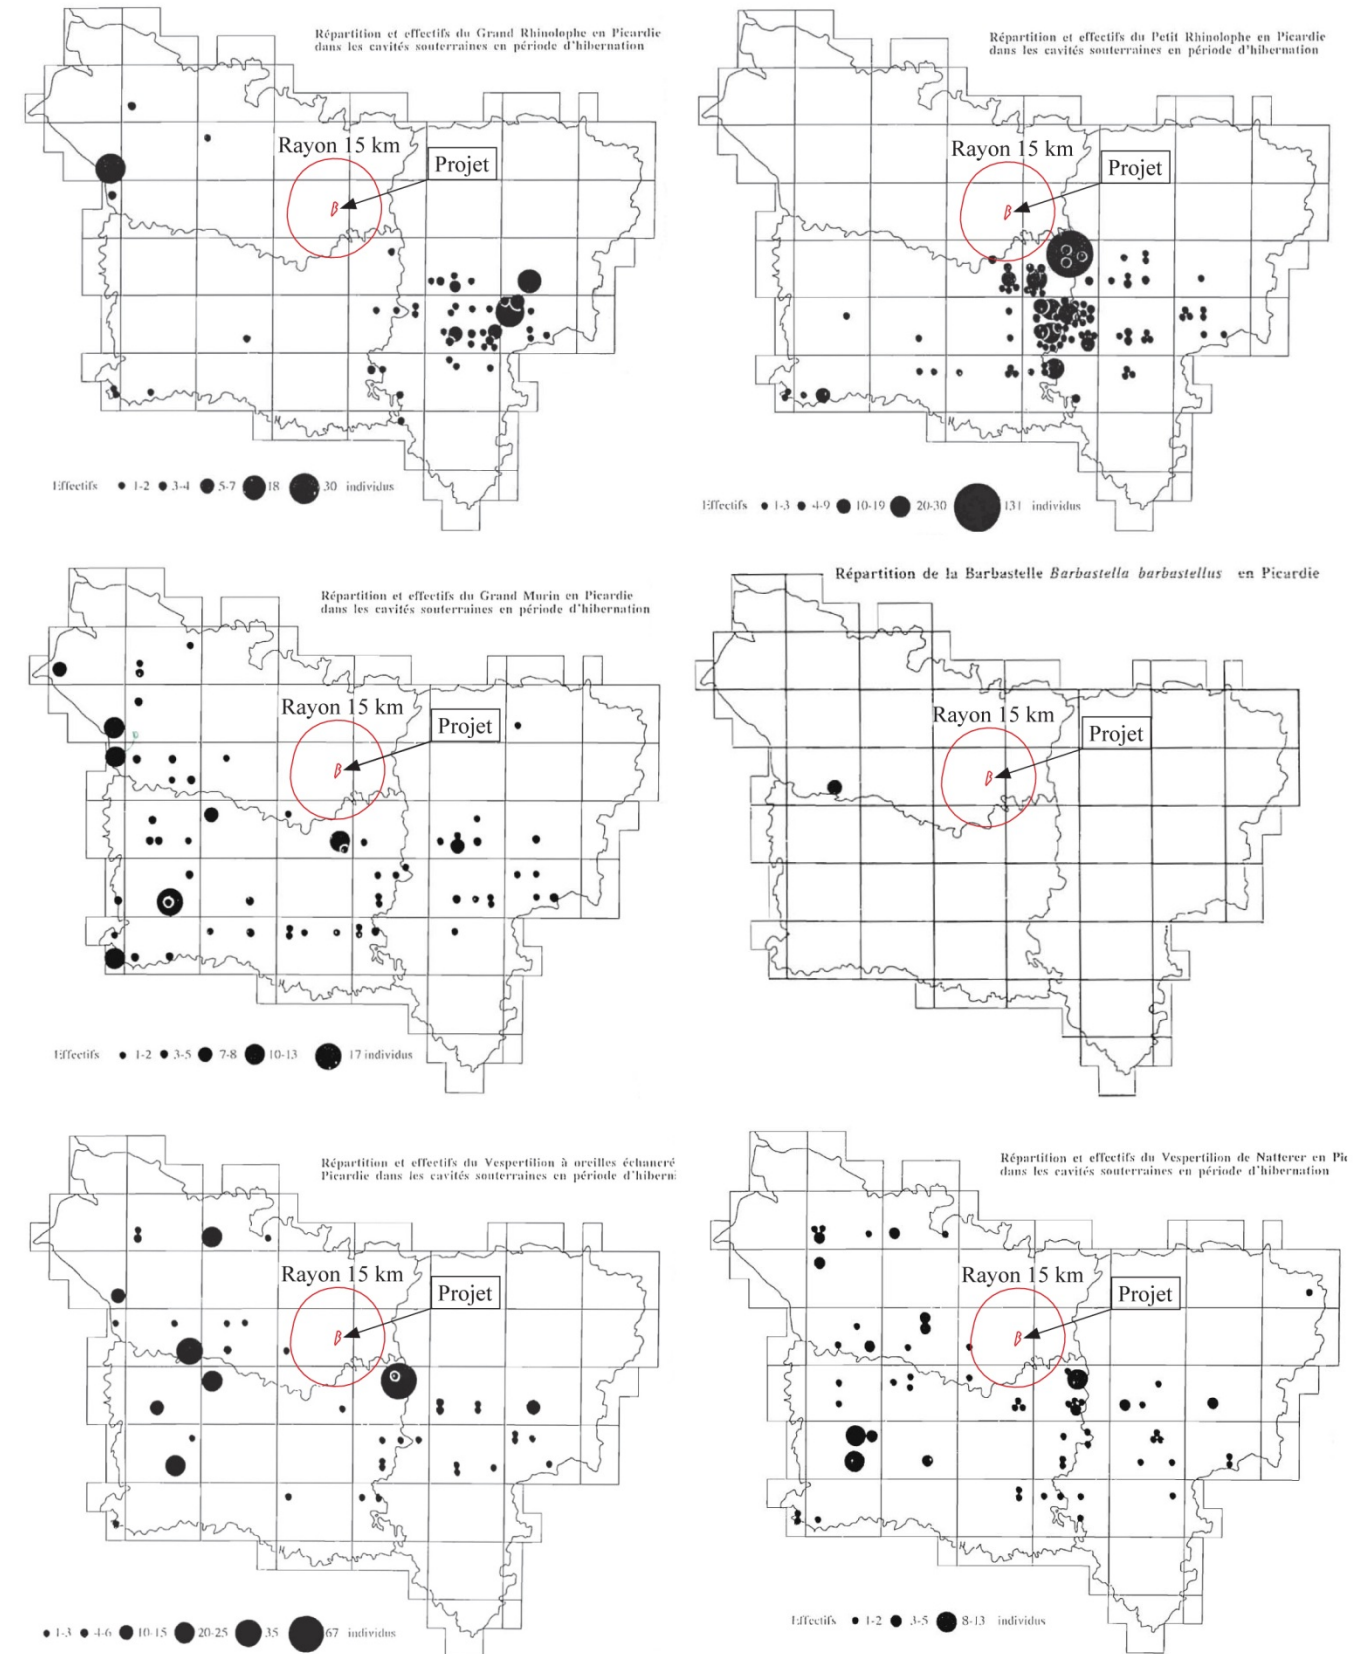 Répartition et effectifs du Grand Rhinolophe en Picardie
dans les cavités souterraines en période d'hibernation
Rayon 15 km
Projet
Effectifs 1-2 3-4 5-7 18 30 individus
Répartition et effectifs du Petit Rhinolophe en Picardie
dans les cavités souterraines en période d'hibernation
Rayon 15 km
Projet
Effectifs 1-3 4-9 10-19 20-30 131 individus
Répartition et effectifs du Grand Murin en Picardie
dans les cavités souterraines en période d'hibernation
Rayon 15 km
Projet
Effectifs 1-2 3-5 7-8 10-13 17 individus
Répartition de la Barbastelle Barbastella barbastellus en Picardie
Rayon 15 km
Projet
Répartition et effectifs du Vespertilion à oreilles échancré
Picardie dans les cavités souterraines en période d'hibern
Rayon 15 km
Projet
1-3 4-6 10-15 20-25 35 67 individus
Répartition et effectifs du Vespertilion de Natterer en Pic
dans les cavités souterraines en période d'hibernation
Rayon 15 km
Projet
Effectifs 1-2 3-5 8-13 individus